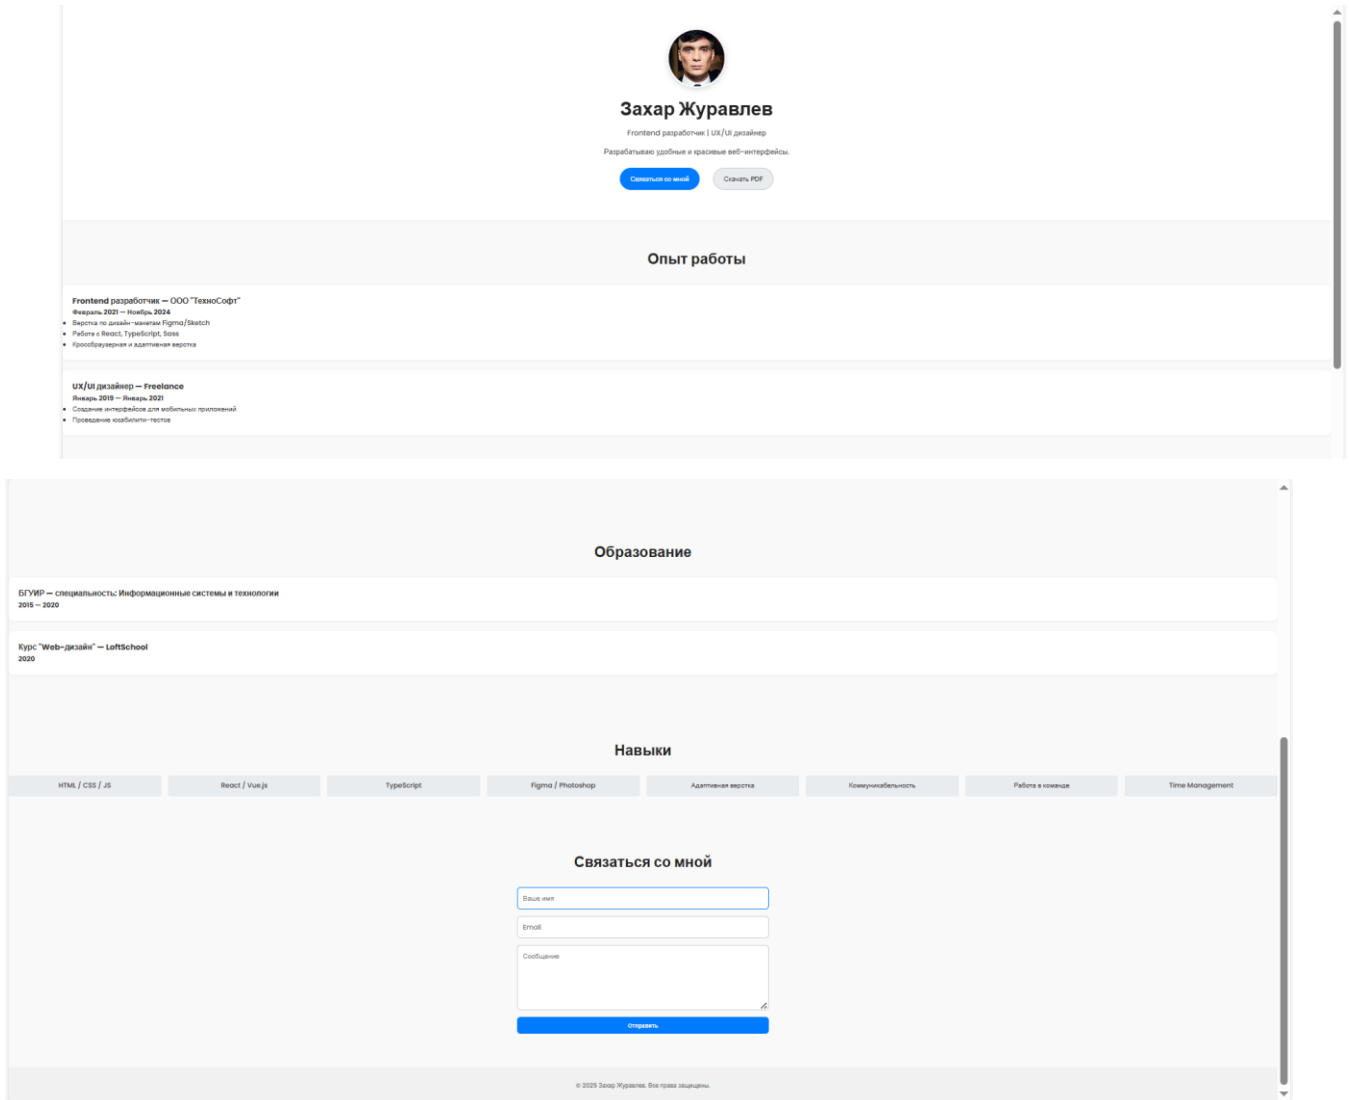 Захар Журавлев
Frontend разработчик | UX/UI дизайнер
Разрабатываю удобные и красивые веб-интерфейсы.
Связаться со мной
Скачать PDF
Опыт работы
Frontend разработчик — ООО "ТехноСофт"
Февраль 2021 — Ноябрь 2024
Верстка по дизайн-макетам Figma/Sketch
Работа с React, TypeScript, Sass
Кроссбраузерная и адаптивная верстка
UX/UI дизайнер — Freelance
Январь 2019 — Январь 2021
Создание интерфейсов для мобильных приложений
Проведение юзабилити-тестов
Образование
БГУИР — специальность: Информационные системы и технологии
2015 — 2020
Курс "Web-дизайн" — LoftSchool
2020
Навыки
HTML / CSS / JS
React / Vue.js
TypeScript
Figma / Photoshop
Адаптивная верстка
Коммуникабельность
Работа в команде
Time Management
Связаться со мной
Ваше имя
Email
Сообщение
Отправить
© 2025 Захар Журавлев. Все права защищены.